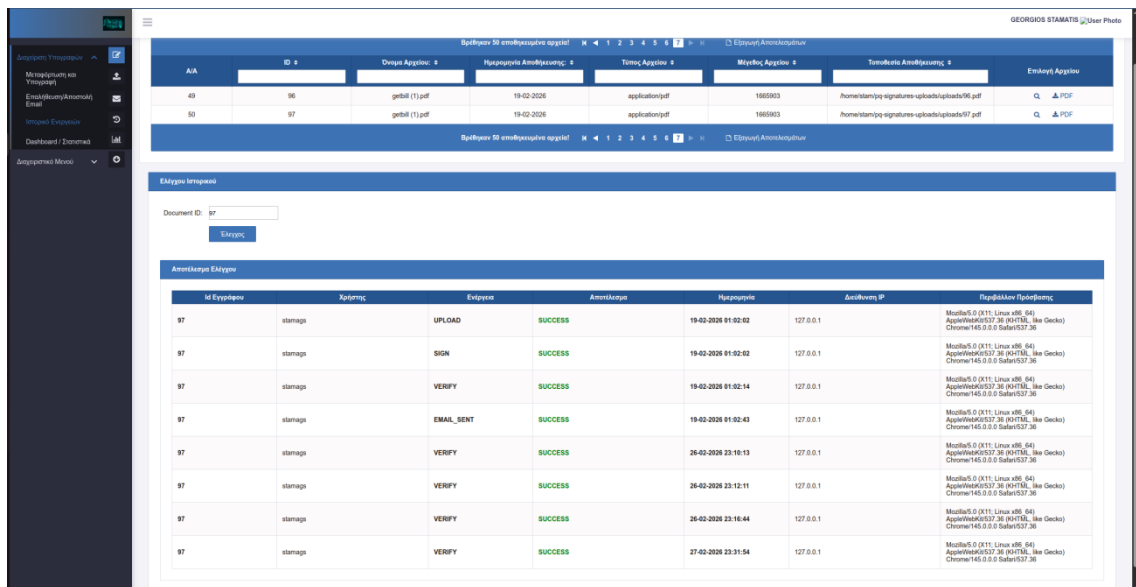 GEORGIOS STAMATIS User Photo
Διαχείριση Υπογραφών
Μεταφόρτωση και
Υπογραφή
Επαλήθευση/Αποστολή
Email
Ιστορικό Ενεργειών
Dashboard / Στατιστικά
Διαχειριστικό Μενού
Βρέθηκαν 50 αποθηκευμένα αρχεία! 1 2 3 4 5 6 7 Εξαγωγή Αποτελεσμάτων
Α/Α ID Όνομα Αρχείου: Ημερομηνία Αποθήκευσης: Τύπος Αρχείου Μέγεθος Αρχείου Τοποθεσία Αποθήκευσης Επιλογή Αρχείου
49 96 getbill (1).pdf 19-02-2026 application/pdf 1665903 /home/stam/pq-signatures-uploads/uploads/96.pdf PDF
50 97 getbill (1).pdf 19-02-2026 application/pdf 1665903 /home/stam/pq-signatures-uploads/uploads/97.pdf PDF
Βρέθηκαν 50 αποθηκευμένα αρχεία! 1 2 3 4 5 6 7 Εξαγωγή Αποτελεσμάτων
Ελέγχου Ιστορικού
Document ID: 97
Έλεγχος
Αποτέλεσμα Ελέγχου
Id Εγγράφου Χρήστης Ενέργεια Αποτέλεσμα Ημερομηνία Διεύθυνση IP Περιβάλλον Πρόσβασης
97 stamags UPLOAD SUCCESS 19-02-2026 01:02:02 127.0.0.1 Mozilla/5.0 (X11; Linux x86_64)
AppleWebKit/537.36 (KHTML, like Gecko)
Chrome/145.0.0.0 Safari/537.36
97 stamags SIGN SUCCESS 19-02-2026 01:02:02 127.0.0.1 Mozilla/5.0 (X11; Linux x86_64)
AppleWebKit/537.36 (KHTML, like Gecko)
Chrome/145.0.0.0 Safari/537.36
97 stamags VERIFY SUCCESS 19-02-2026 01:02:14 127.0.0.1 Mozilla/5.0 (X11; Linux x86_64)
AppleWebKit/537.36 (KHTML, like Gecko)
Chrome/145.0.0.0 Safari/537.36
97 stamags EMAIL_SENT SUCCESS 19-02-2026 01:02:43 127.0.0.1 Mozilla/5.0 (X11; Linux x86_64)
AppleWebKit/537.36 (KHTML, like Gecko)
Chrome/145.0.0.0 Safari/537.36
97 stamags VERIFY SUCCESS 26-02-2026 23:10:13 127.0.0.1 Mozilla/5.0 (X11; Linux x86_64)
AppleWebKit/537.36 (KHTML, like Gecko)
Chrome/145.0.0.0 Safari/537.36
97 stamags VERIFY SUCCESS 26-02-2026 23:12:11 127.0.0.1 Mozilla/5.0 (X11; Linux x86_64)
AppleWebKit/537.36 (KHTML, like Gecko)
Chrome/145.0.0.0 Safari/537.36
97 stamags VERIFY SUCCESS 26-02-2026 23:16:44 127.0.0.1 Mozilla/5.0 (X11; Linux x86_64)
AppleWebKit/537.36 (KHTML, like Gecko)
Chrome/145.0.0.0 Safari/537.36
97 stamags VERIFY SUCCESS 27-02-2026 23:31:54 127.0.0.1 Mozilla/5.0 (X11; Linux x86_64)
AppleWebKit/537.36 (KHTML, like Gecko)
Chrome/145.0.0.0 Safari/537.36